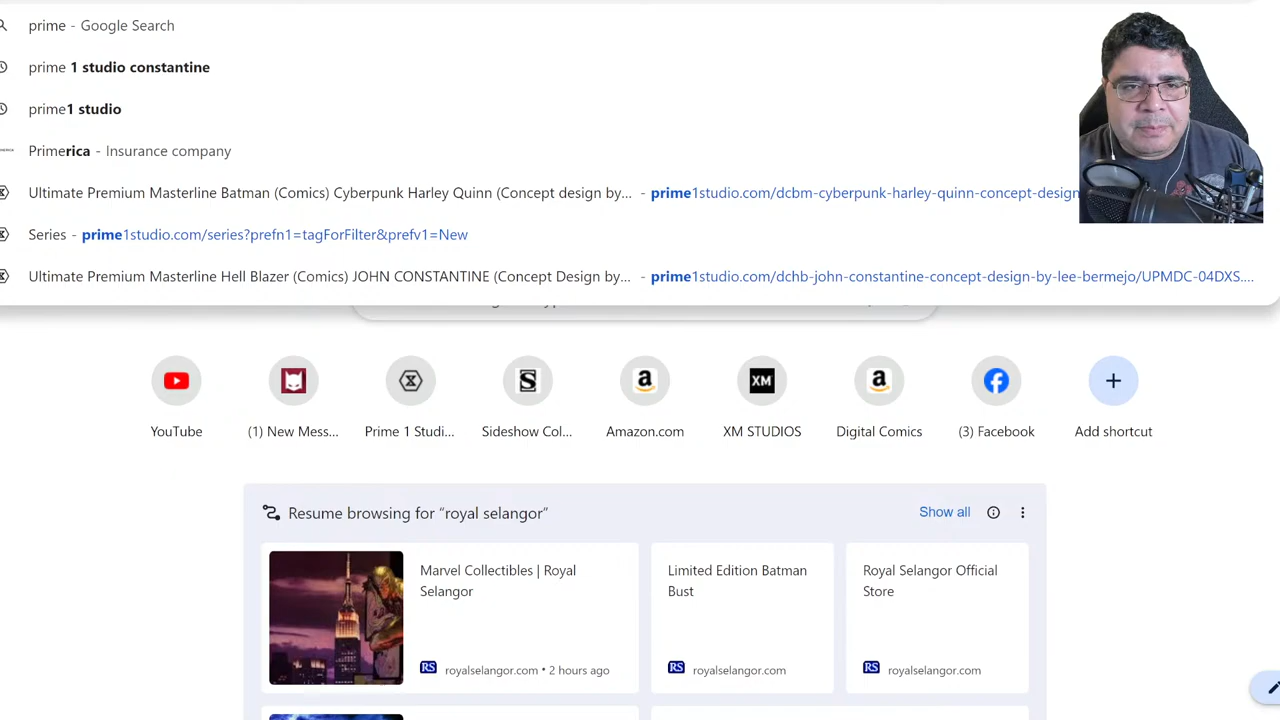 prime - Google Search
prime 1 studio constantine
prime1 studio
Primerica - Insurance company
Ultimate Premium Masterline Batman (Comics) Cyberpunk Harley Quinn (Concept design by... - prime1studio.com/dcbm-cyberpunk-harley-quinn-concept-design
Series - prime1studio.com/series?prefn1=tagForFilter&prefv1=New
Ultimate Premium Masterline Hell Blazer (Comics) JOHN CONSTANTINE (Concept Design by... - prime1studio.com/dchb-john-constantine-concept-design-by-lee-bermejo/UPMDC-04DXS....
YouTube
(1) New Mess...
Prime 1 Studi...
Sideshow Col...
Amazon.com
XM
XM STUDIOS
Digital Comics
(3) Facebook
Add shortcut
Resume browsing for “royal selangor”
Show all
Marvel Collectibles | Royal
Selangor
RS royalselangor.com • 2 hours ago
Limited Edition Batman
Bust
RS royalselangor.com
Royal Selangor Official
Store
RS royalselangor.com